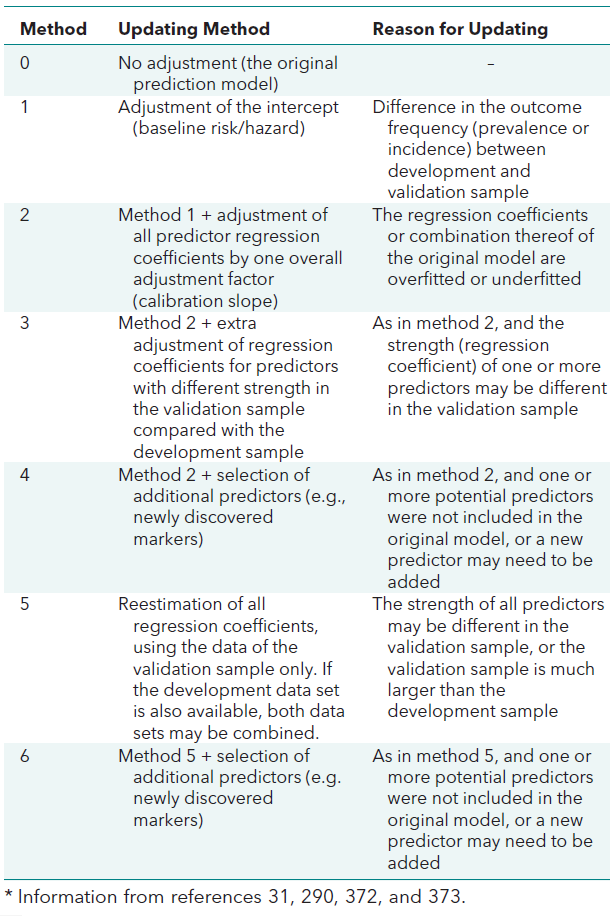 Method Updating Method Reason for Updating
0 No adjustment (the original –
prediction model)
1 Adjustment of the intercept Difference in the outcome
(baseline risk/hazard) frequency (prevalence or
incidence) between
development and
validation sample
2 Method 1 + adjustment of The regression coefficients
all predictor regression or combination thereof of
coefficients by one overall the original model are
adjustment factor overfitted or underfitted
(calibration slope)
3 Method 2 + extra As in method 2, and the
adjustment of regression strength (regression
coefficients for predictors coefficient) of one or more
with different strength in predictors may be different
the validation sample in the validation sample
compared with the
development sample
4 Method 2 + selection of As in method 2, and one or
additional predictors (e.g., more potential predictors
newly discovered were not included in the
markers) original model, or a new
predictor may need to be
added
5 Reestimation of all The strength of all predictors
regression coefficients, may be different in the
using the data of the validation sample, or the
validation sample only. If validation sample is much
the development data set larger than the
is also available, both data development sample
sets may be combined.
6 Method 5 + selection of As in method 5, and one or
additional predictors (e.g. more potential predictors
newly discovered were not included in the
markers) original model, or a new
predictor may need to be
added
* Information from references 31, 290, 372, and 373.